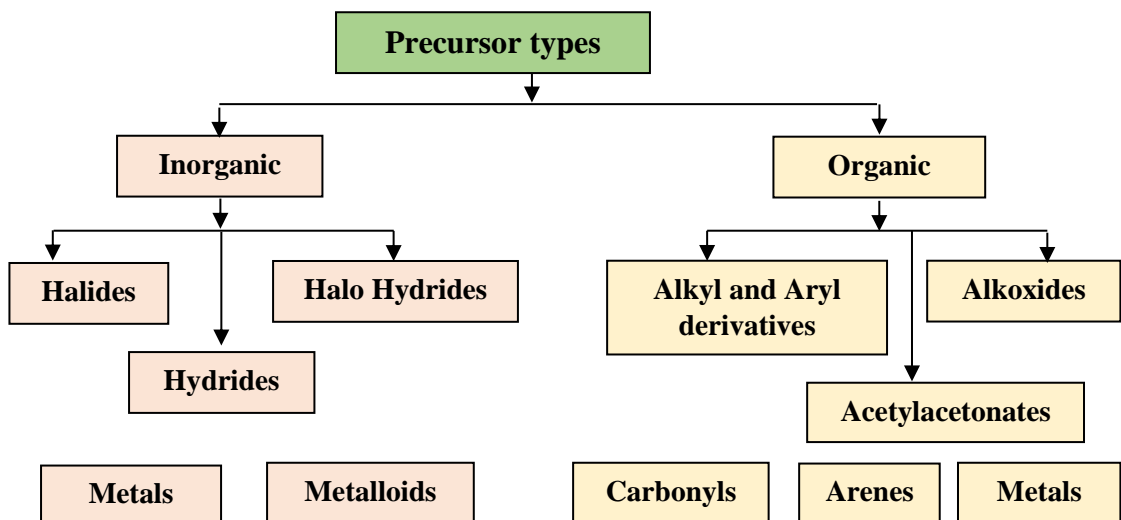 Precursor types
Inorganic
Organic
Halides
Halo Hydrides
Alkyl and Aryl
derivatives
Alkoxides
Hydrides
Acetylacetonates
Metals
Metalloids
Carbonyls
Arenes
Metals